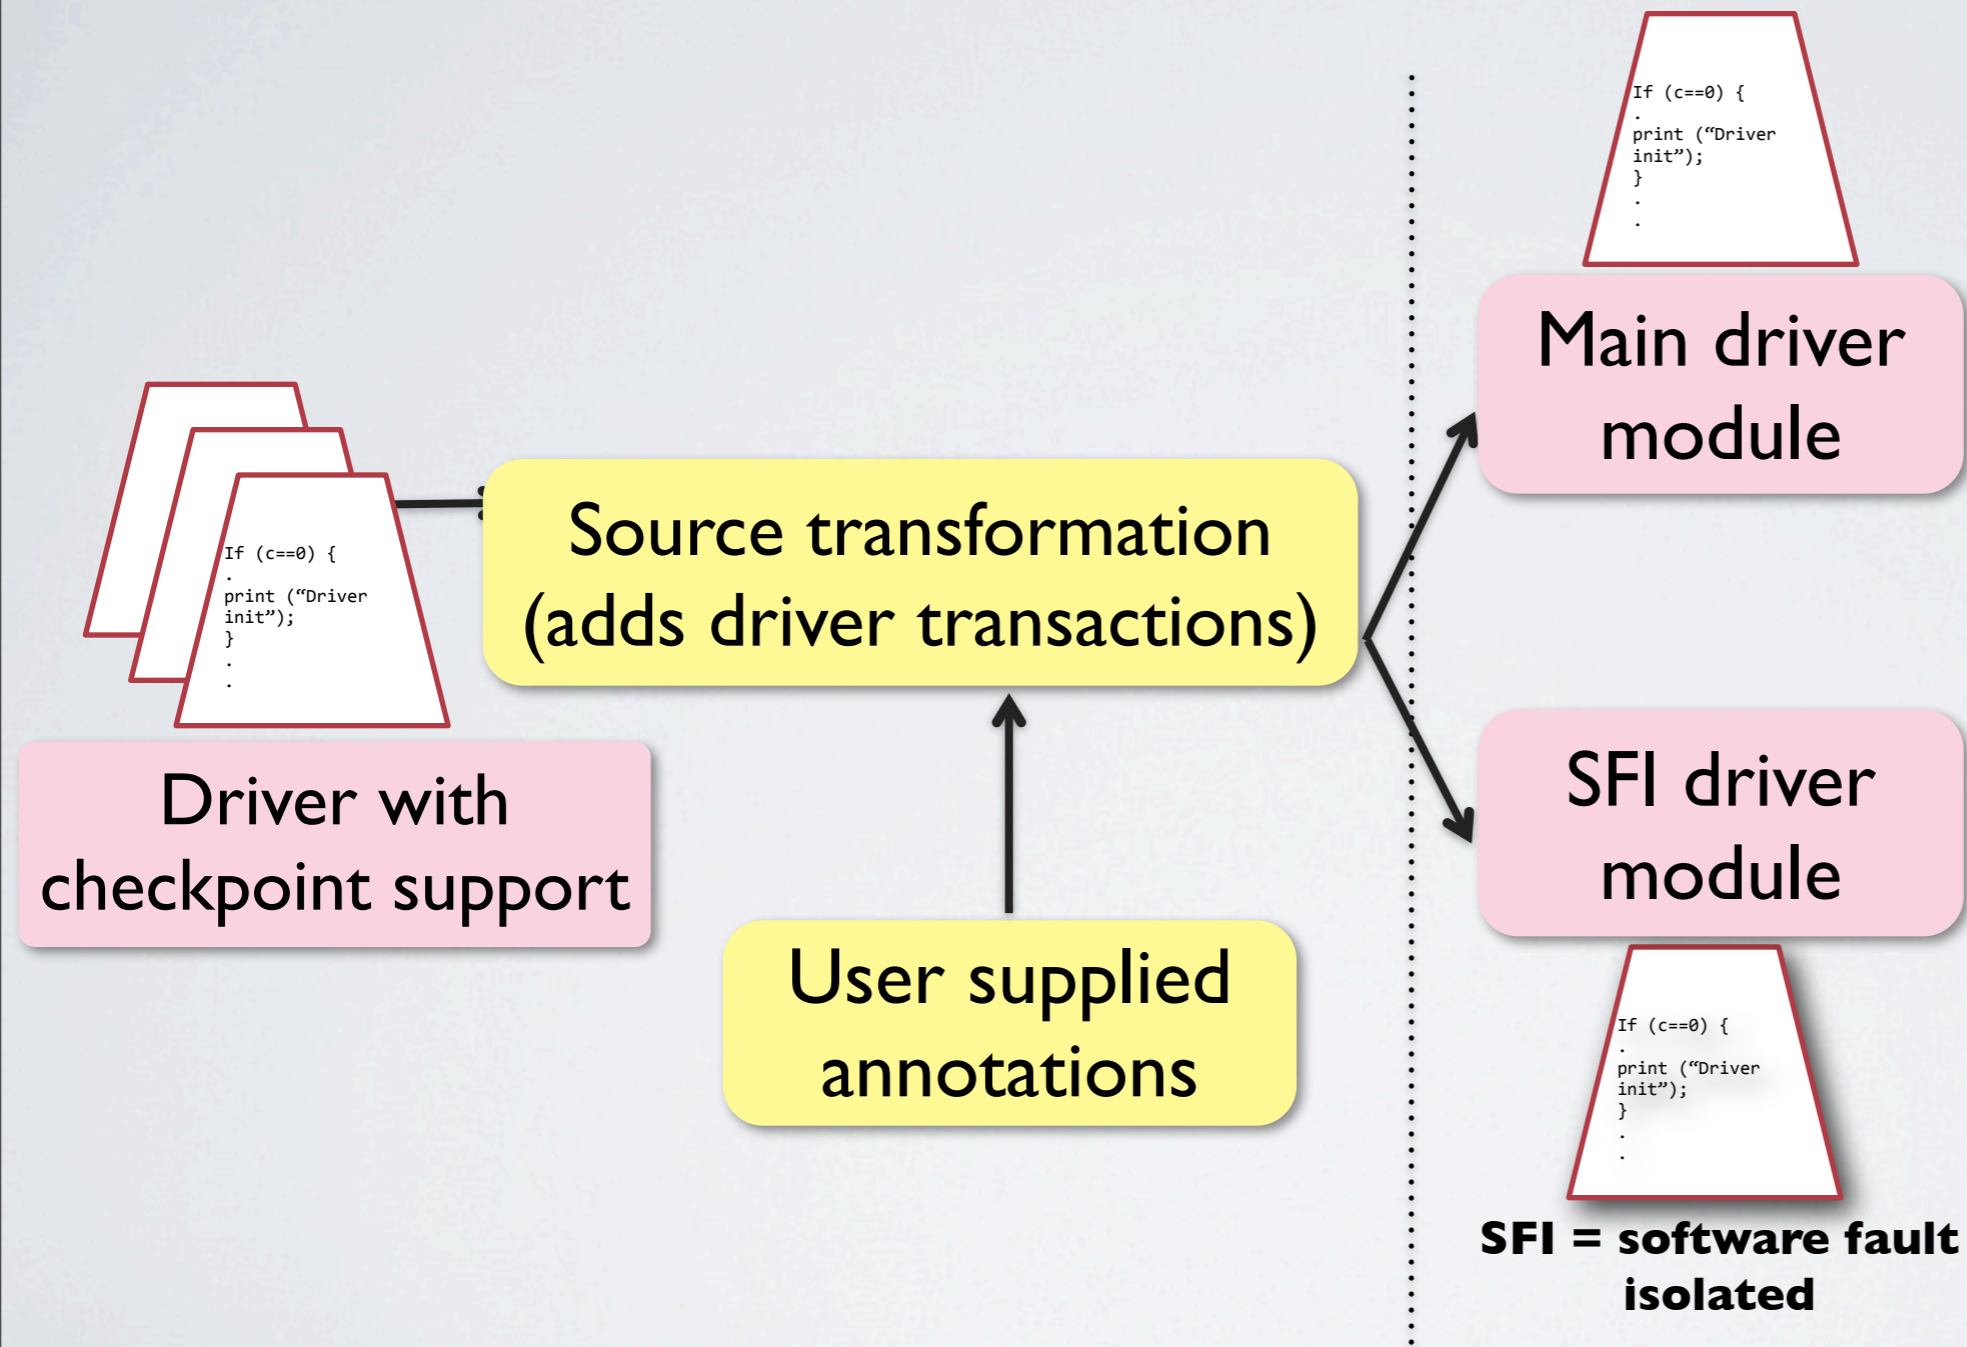 If (c==0) {
.
print (“Driver
init”);
}
.
.
Driver with
checkpoint support
Source transformation
(adds driver transactions)
User supplied
annotations
If (c==0) {
.
print (“Driver
init”);
}
.
.
Main driver
module
SFI driver
module
If (c==0) {
.
print (“Driver
init”);
}
.
.
SFI = software fault
isolated